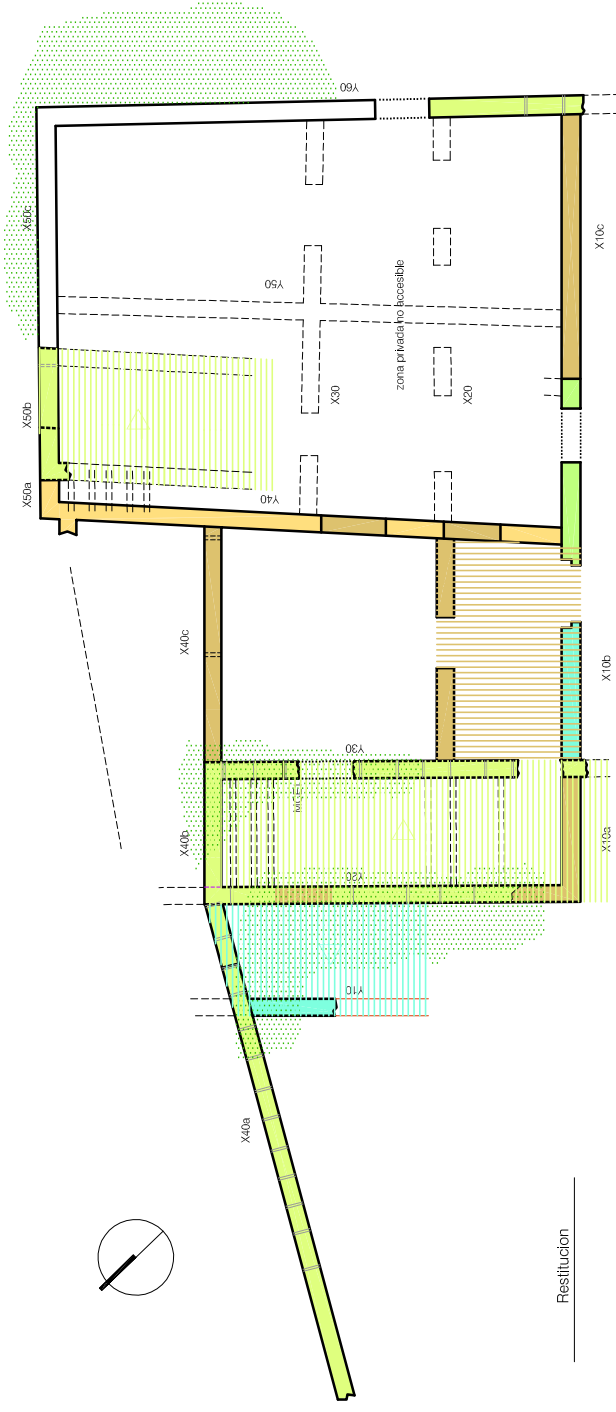 Y60
X50c
X10c
Y50
zona privada no accesible
X30
X20
X50b
X50a
Y40
X40c
X10b
Y30
X40b
X10a
Y20
Y10
X40a
Restitucion